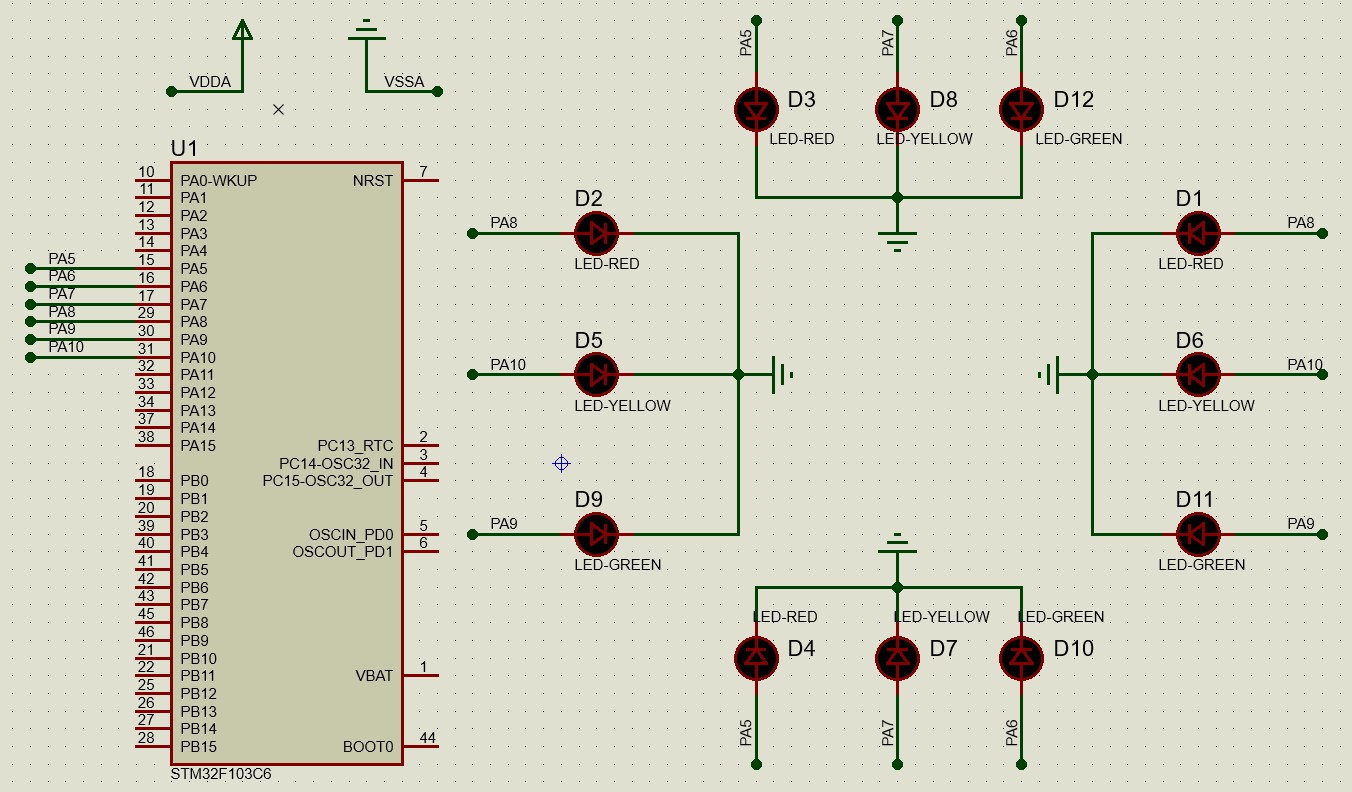 VDDA
VSSA
U1
10 PA0-WKUP
11 PA1
12 PA2
13 PA3
14 PA4
PA5 15 PA5
PA6 16 PA6
PA7 17 PA7
PA8 29 PA8
PA9 30 PA9
PA10 31 PA10
32 PA11
33 PA12
34 PA13
37 PA14
38 PA15
18 PB0
19 PB1
20 PB2
39 PB3
40 PB4
41 PB5
42 PB6
43 PB7
45 PB8
46 PB9
21 PB10
22 PB11
25 PB12
26 PB13
27 PB14
28 PB15
NRST 7
PC13_RTC 2
PC14-OSC32_IN 3
PC15-OSC32_OUT 4
OSCIN_PD0 5
OSCOUT_PD1 6
VBAT 1
BOOT0 44
STM32F103C6
PA5
D3
LED-RED
PA7
D8
LED-YELLOW
PA6
D12
LED-GREEN
PA8
D2
LED-RED
PA10
D5
LED-YELLOW
PA9
D9
LED-GREEN
D1
PA8
LED-RED
D6
PA10
LED-YELLOW
D11
PA9
LED-GREEN
LED-RED
D4
PA5
LED-YELLOW
D7
PA7
LED-GREEN
D10
PA6